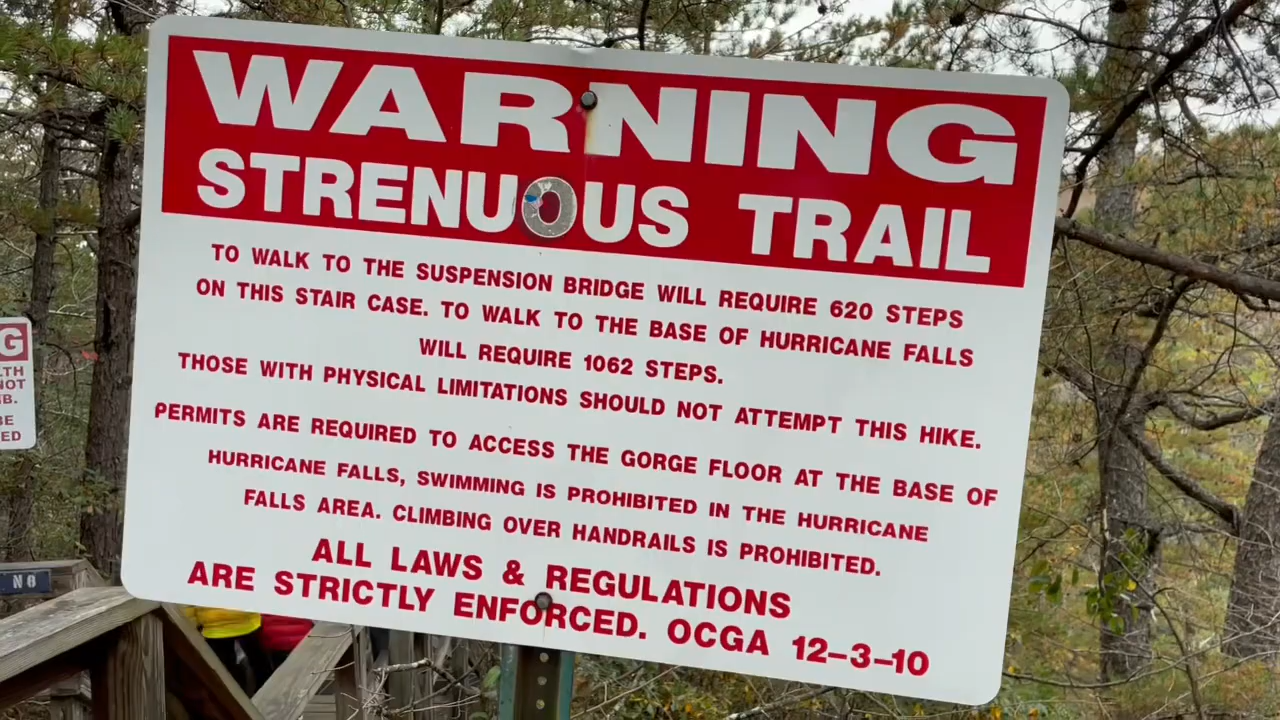 WARNING
STRENUOUS TRAIL
TO WALK TO THE SUSPENSION BRIDGE WILL REQUIRE 620 STEPS
ON THIS STAIR CASE. TO WALK TO THE BASE OF HURRICANE FALLS
WILL REQUIRE 1062 STEPS.
THOSE WITH PHYSICAL LIMITATIONS SHOULD NOT ATTEMPT THIS HIKE.
PERMITS ARE REQUIRED TO ACCESS THE GORGE FLOOR AT THE BASE OF
HURRICANE FALLS, SWIMMING IS PROHIBITED IN THE HURRICANE
FALLS AREA. CLIMBING OVER HANDRAILS IS PROHIBITED.
ALL LAWS & REGULATIONS
ARE STRICTLY ENFORCED. OCGA 12-3-10